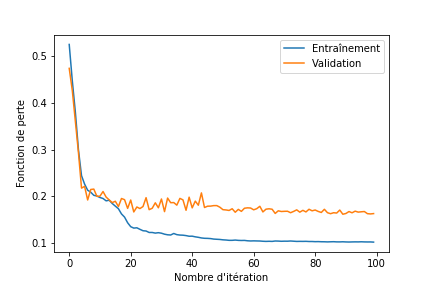 Entraînement
Validation
Fonction de perte
0.5
0.4
0.3
0.2
0.1
0 20 40 60 80 100
Nombre d'itération